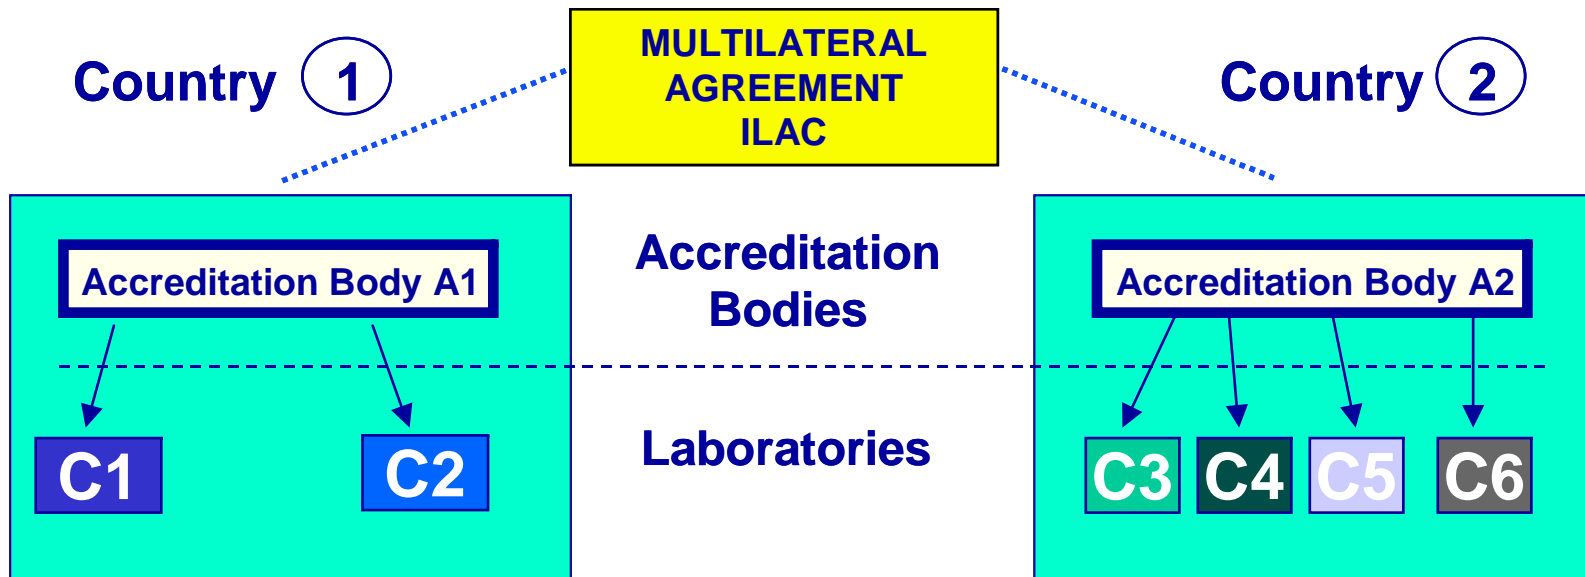 MULTILATERAL
AGREEMENT
ILAC
Country 1
Country 2
Accreditation Body A1
Accreditation
Bodies
Accreditation Body A2
C1
C2
Laboratories
C3
C4
C5
C6